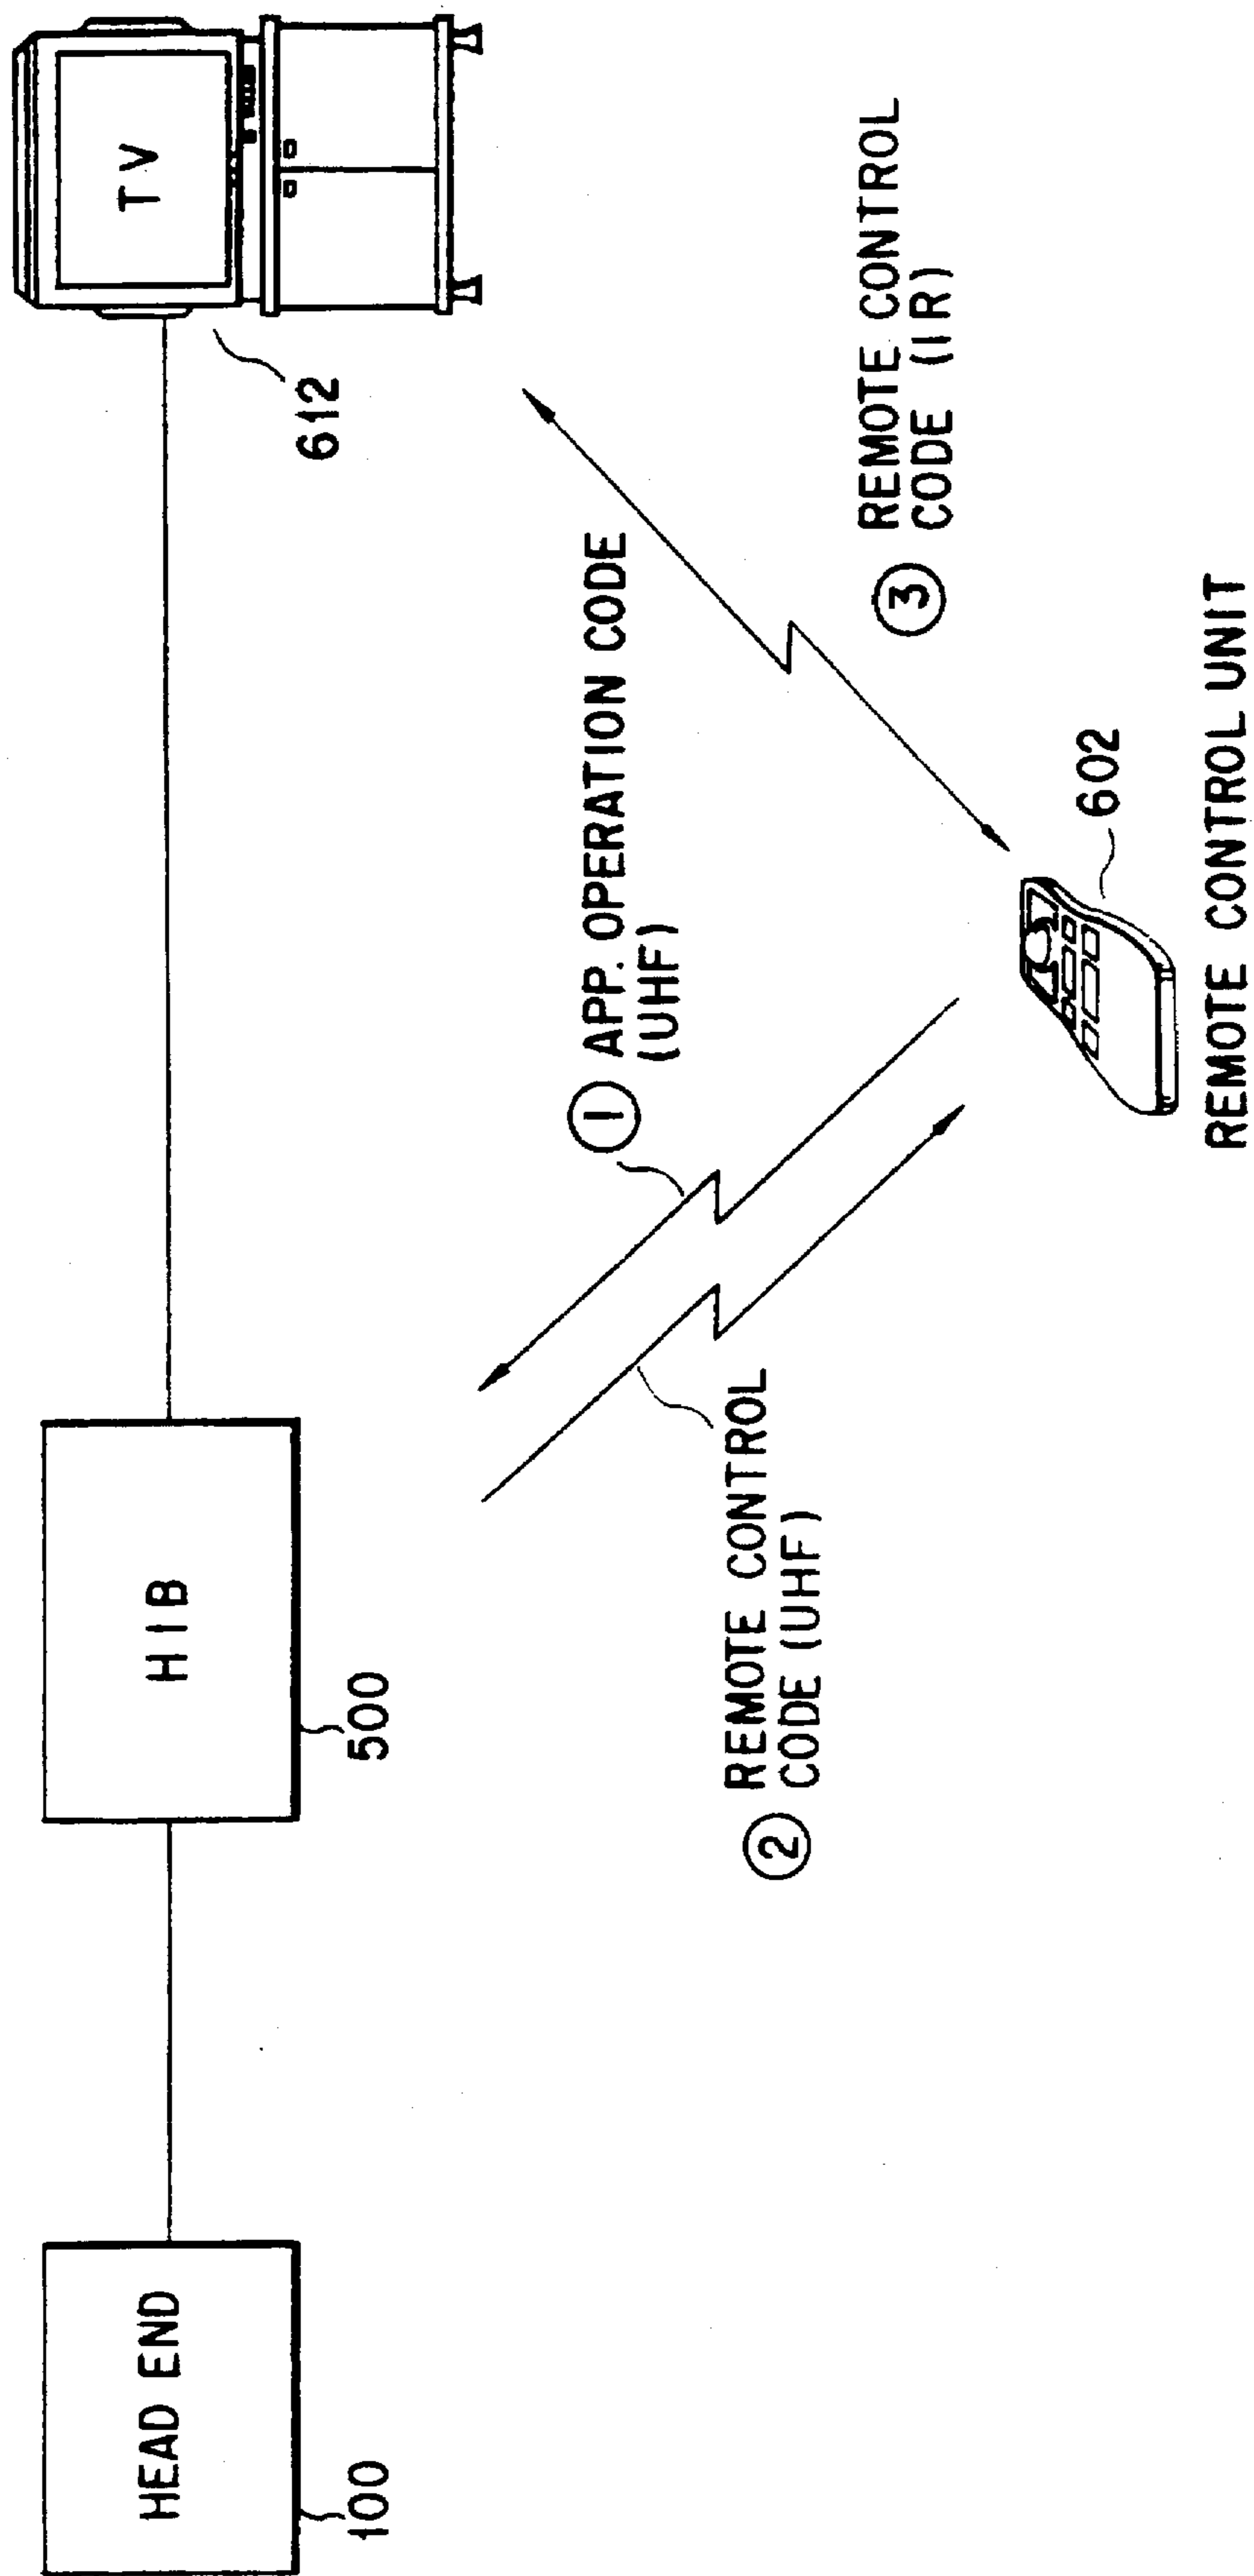 HEAD END
100
HIB
500
TV
612
① APP. OPERATION CODE
(UHF)
② REMOTE CONTROL
CODE (UHF)
③ REMOTE CONTROL
CODE (IR)
602
REMOTE CONTROL UNIT